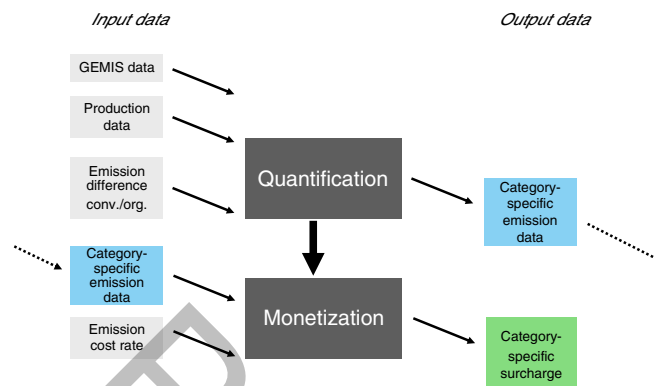 Input data
Output data
GEMIS data
Production
data
Emission
difference
conv./org.
Quantification
Category-
specific
emission
data
Category-
specific
emission
data
Monetization
Emission
cost rate
Category-
specific
surcharge